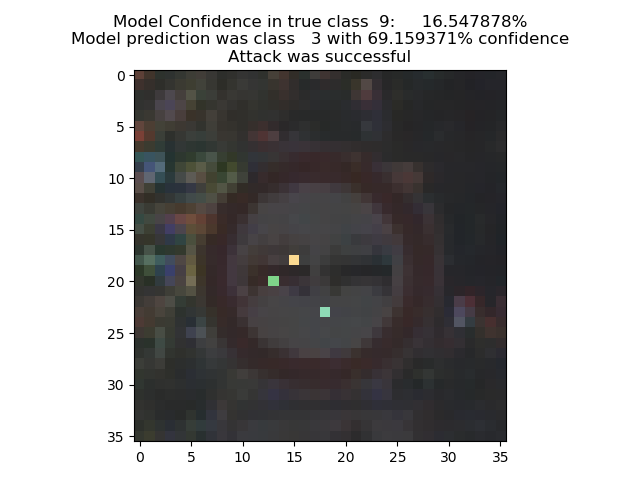 Model Confidence in true class 9: 16.547878%
Model prediction was class 3 with 69.159371% confidence
Attack was successful
0
5
10
15
20
25
30
35
0 5 10 15 20 25 30 35